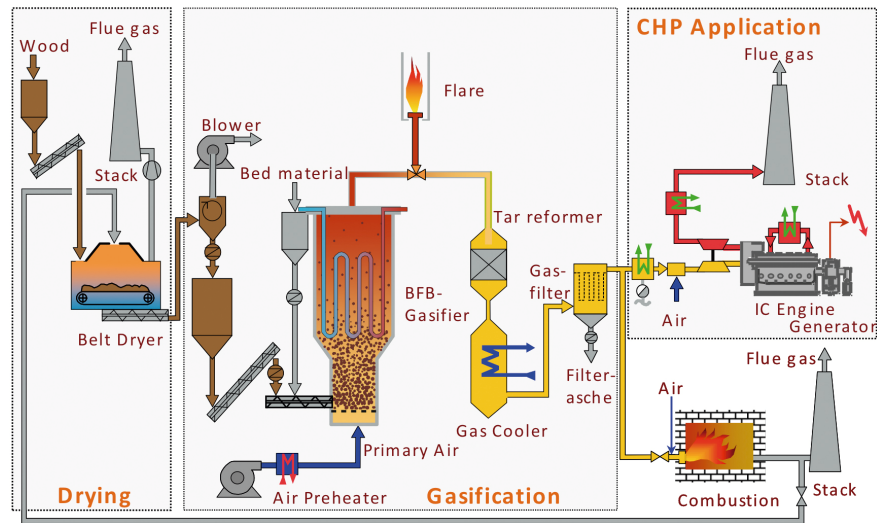 Wood
Flue gas
Stack
Belt Dryer
Drying
Blower
Bed material
Flare
Tar reformer
BFB-
Gasifier
Gas-
filter
Filter-
asche
Gas Cooler
Primary Air
Air Preheater
Gasification
CHP Application
Flue gas
Stack
Air
IC Engine
Generator
Flue gas
Air
Combustion
Stack